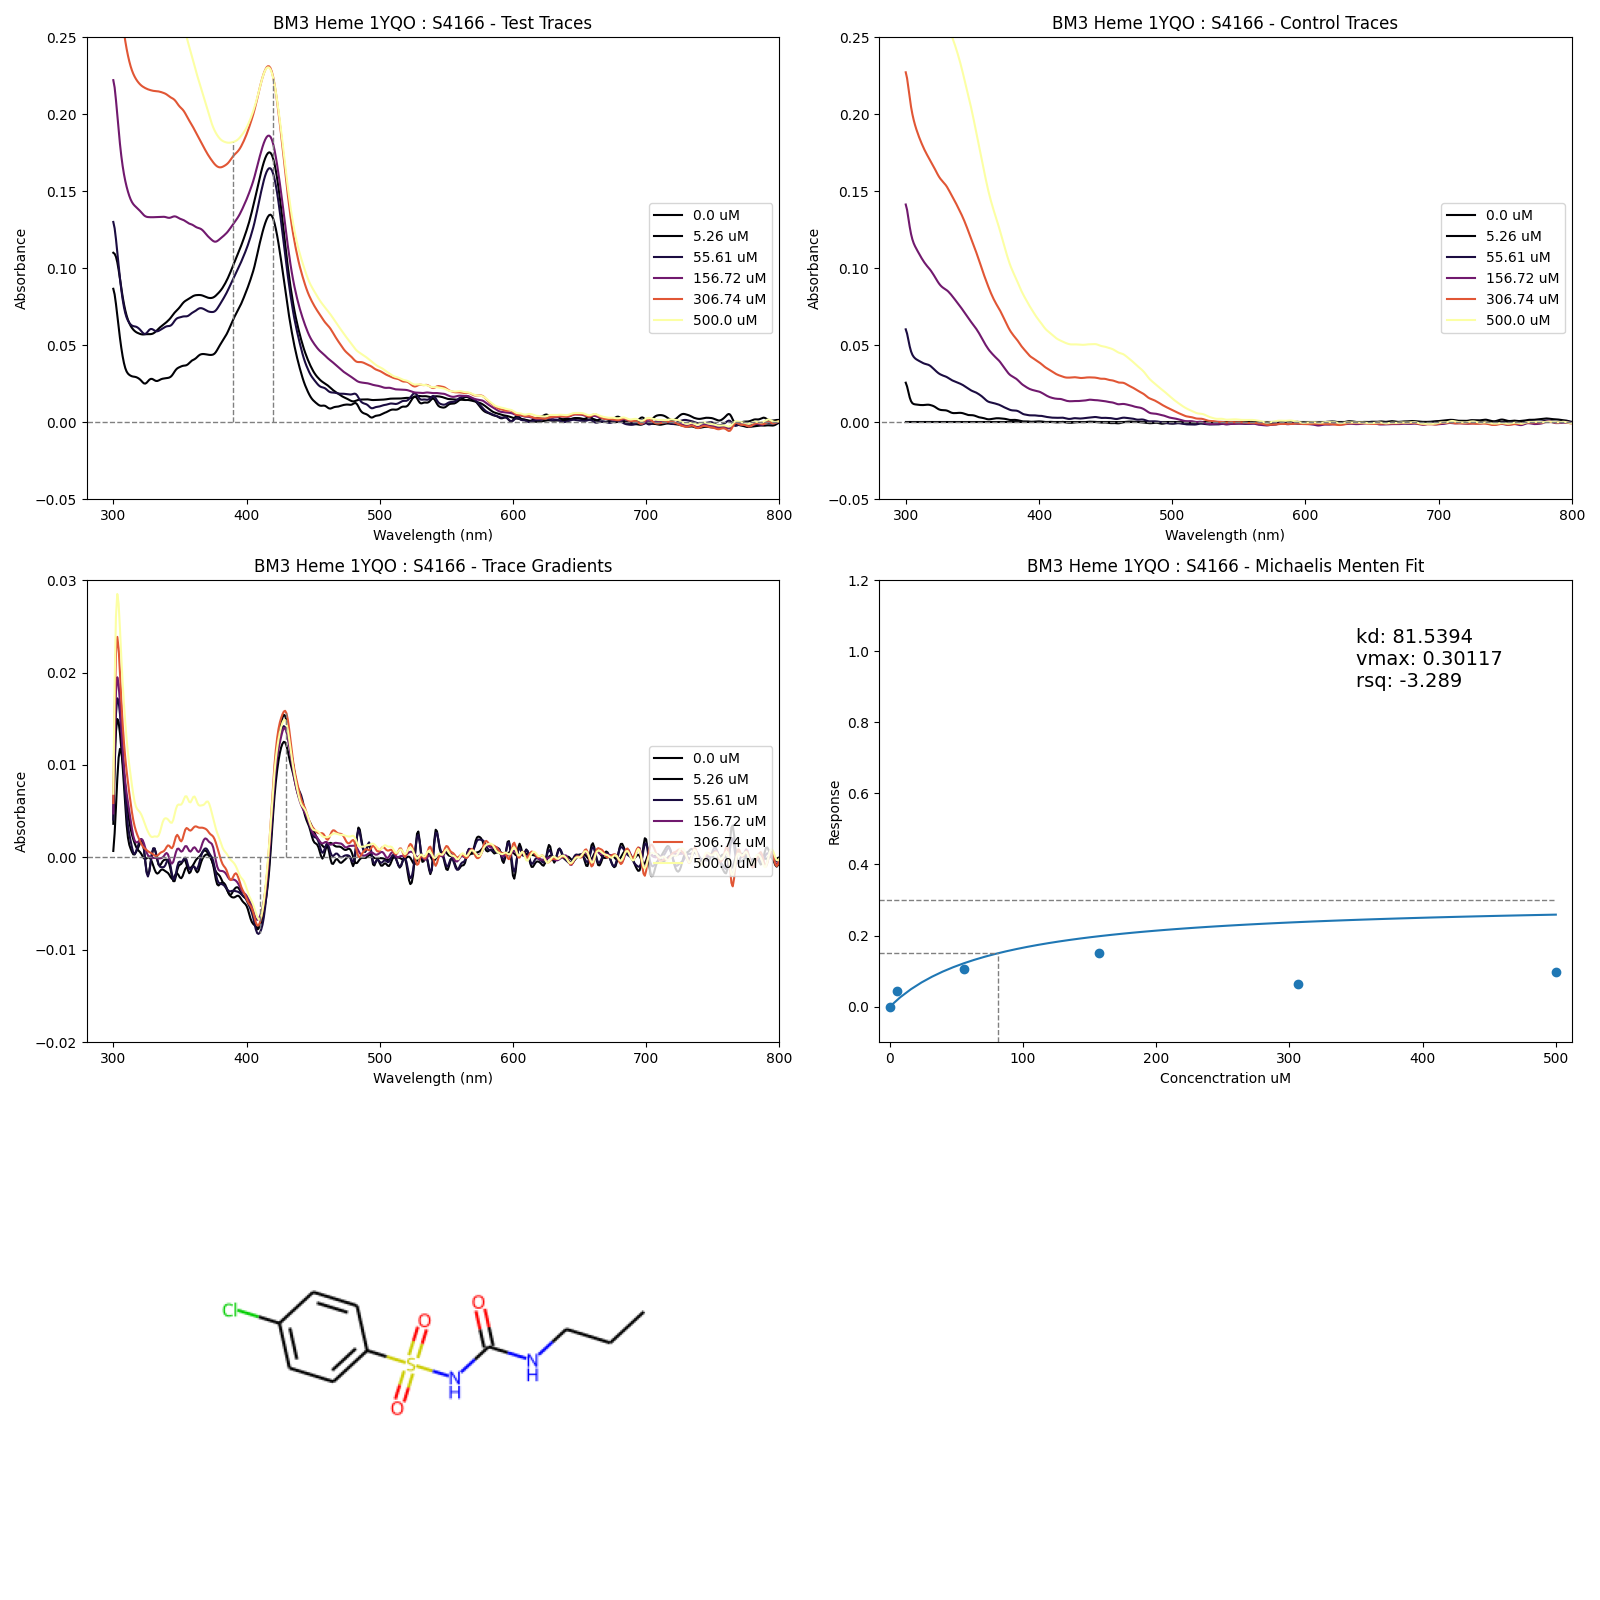 BM3 Heme 1YQO : S4166 - Test Traces
0.25
0.20
0.15
0.10
0.05
0.00
−0.05
Absorbance
0.0 uM
5.26 uM
55.61 uM
156.72 uM
306.74 uM
500.0 uM
300 400 500 600 700 800
Wavelength (nm)
BM3 Heme 1YQO : S4166 - Control Traces
0.25
0.20
0.15
0.10
0.05
0.00
−0.05
Absorbance
0.0 uM
5.26 uM
55.61 uM
156.72 uM
306.74 uM
500.0 uM
300 400 500 600 700 800
Wavelength (nm)
BM3 Heme 1YQO : S4166 - Trace Gradients
0.03
0.02
0.01
0.00
−0.01
−0.02
Absorbance
0.0 uM
5.26 uM
55.61 uM
156.72 uM
306.74 uM
500.0 uM
300 400 500 600 700 800
Wavelength (nm)
BM3 Heme 1YQO : S4166 - Michaelis Menten Fit
1.2
1.0
0.8
0.6
0.4
0.2
0.0
Response
kd: 81.5394
vmax: 0.30117
rsq: -3.289
0 100 200 300 400 500
Concenctration uM
Cl
O
S
O
N
H
O
N
H